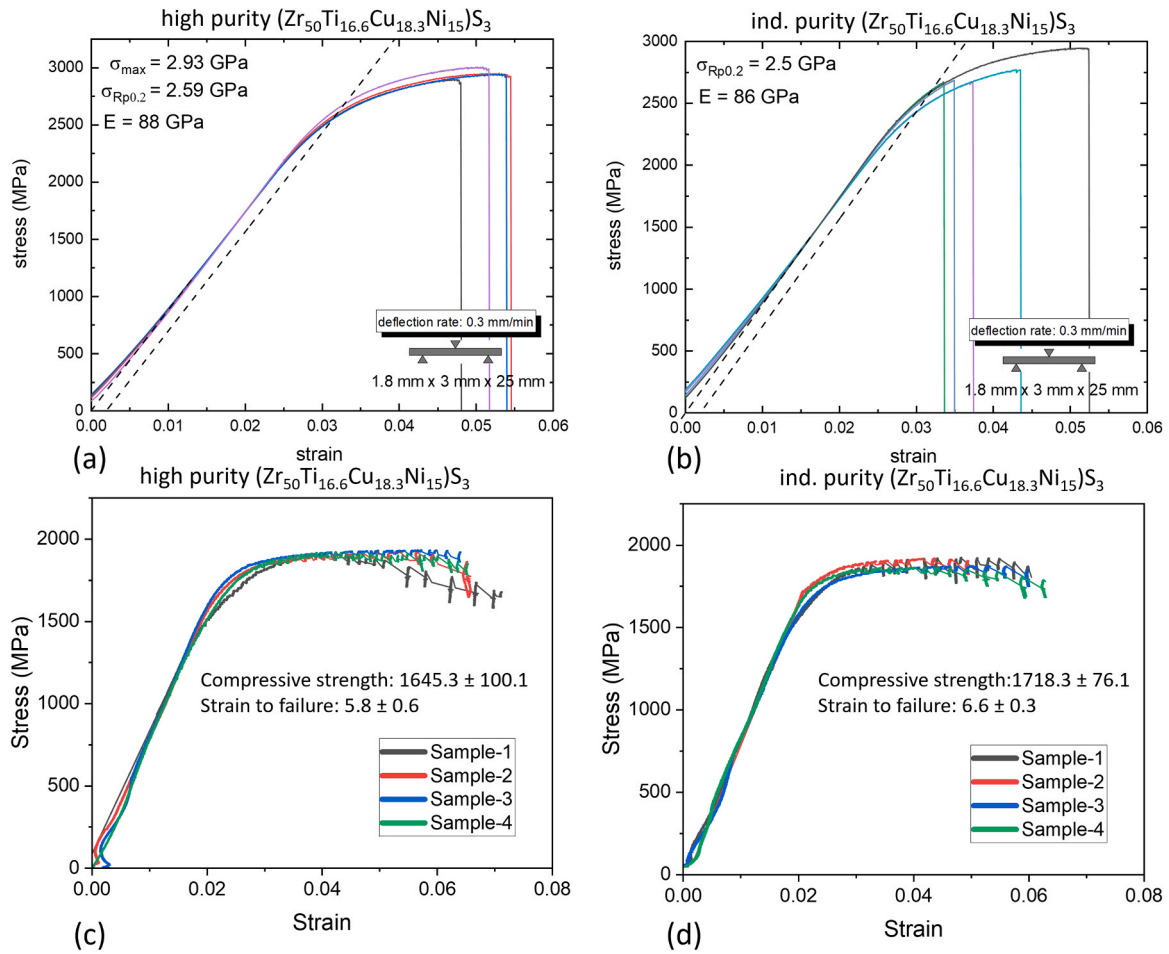 high purity (Zr50Ti16.6Cu18.3Ni15)S3
σmax = 2.93 GPa
σRp0.2 = 2.59 GPa
E = 88 GPa
stress (MPa)
3000
2500
2000
1500
1000
500
0
deflection rate: 0.3 mm/min
1.8 mm x 3 mm x 25 mm
0.00 0.01 0.02 0.03 0.04 0.05 0.06
strain
(a)
ind. purity (Zr50Ti16.6Cu18.3Ni15)S3
σRp0.2 = 2.5 GPa
E = 86 GPa
stress (MPa)
3000
2500
2000
1500
1000
500
0
deflection rate: 0.3 mm/min
1.8 mm x 3 mm x 25 mm
0.00 0.01 0.02 0.03 0.04 0.05 0.06
strain
(b)
high purity (Zr50Ti16.6Cu18.3Ni15)S3
Stress (MPa)
2000
1500
1000
500
0
Compressive strength: 1645.3 ± 100.1
Strain to failure: 5.8 ± 0.6
Sample-1
Sample-2
Sample-3
Sample-4
0.00 0.02 0.04 0.06 0.08
Strain
(c)
ind. purity (Zr50Ti16.6Cu18.3Ni15)S3
Stress (MPa)
2000
1500
1000
500
0
Compressive strength:1718.3 ± 76.1
Strain to failure: 6.6 ± 0.3
Sample-1
Sample-2
Sample-3
Sample-4
0.00 0.02 0.04 0.06 0.08
Strain
(d)